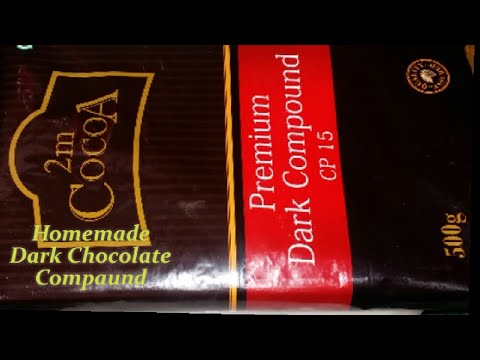 2m
COCOA
Premium
Dark Compound
CP 15
500g
Homemade
Dark Chocolate
Compaund